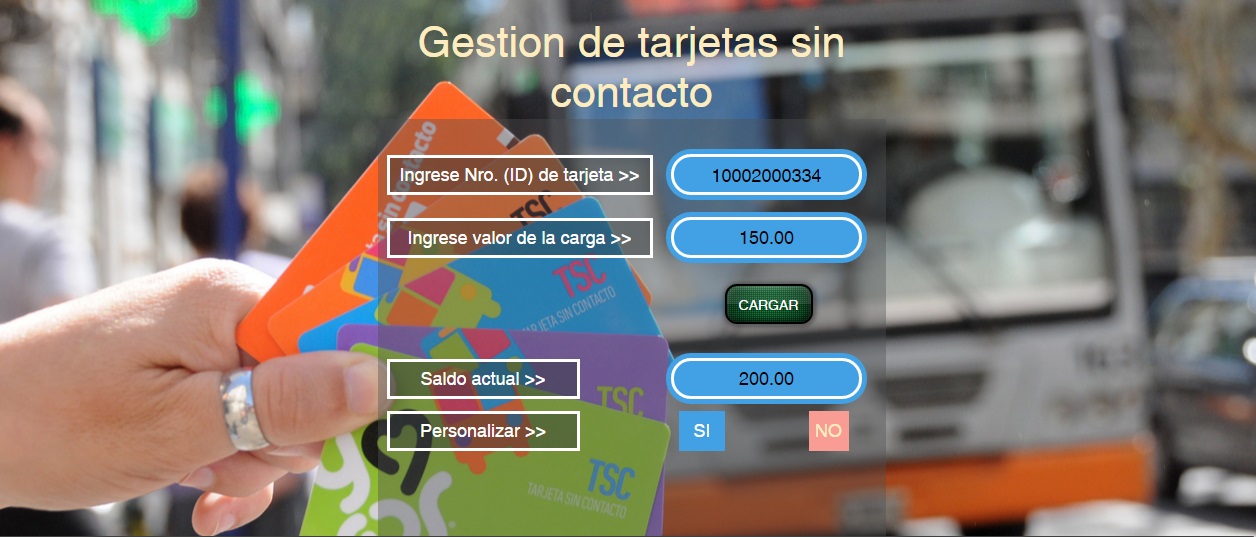 Gestion de tarjetas sin
contacto
sin contacto
Ingrese Nro. (ID) de tarjeta >>
10002000334
TSC
Ingrese valor de la carga >>
150.00
TSC
TARJETA SIN CONTACTO
CARGAR
Saldo actual >>
200.00
TSC
Personalizar >>
SI
NO
TSC
TARJETA SIN CONTACTO